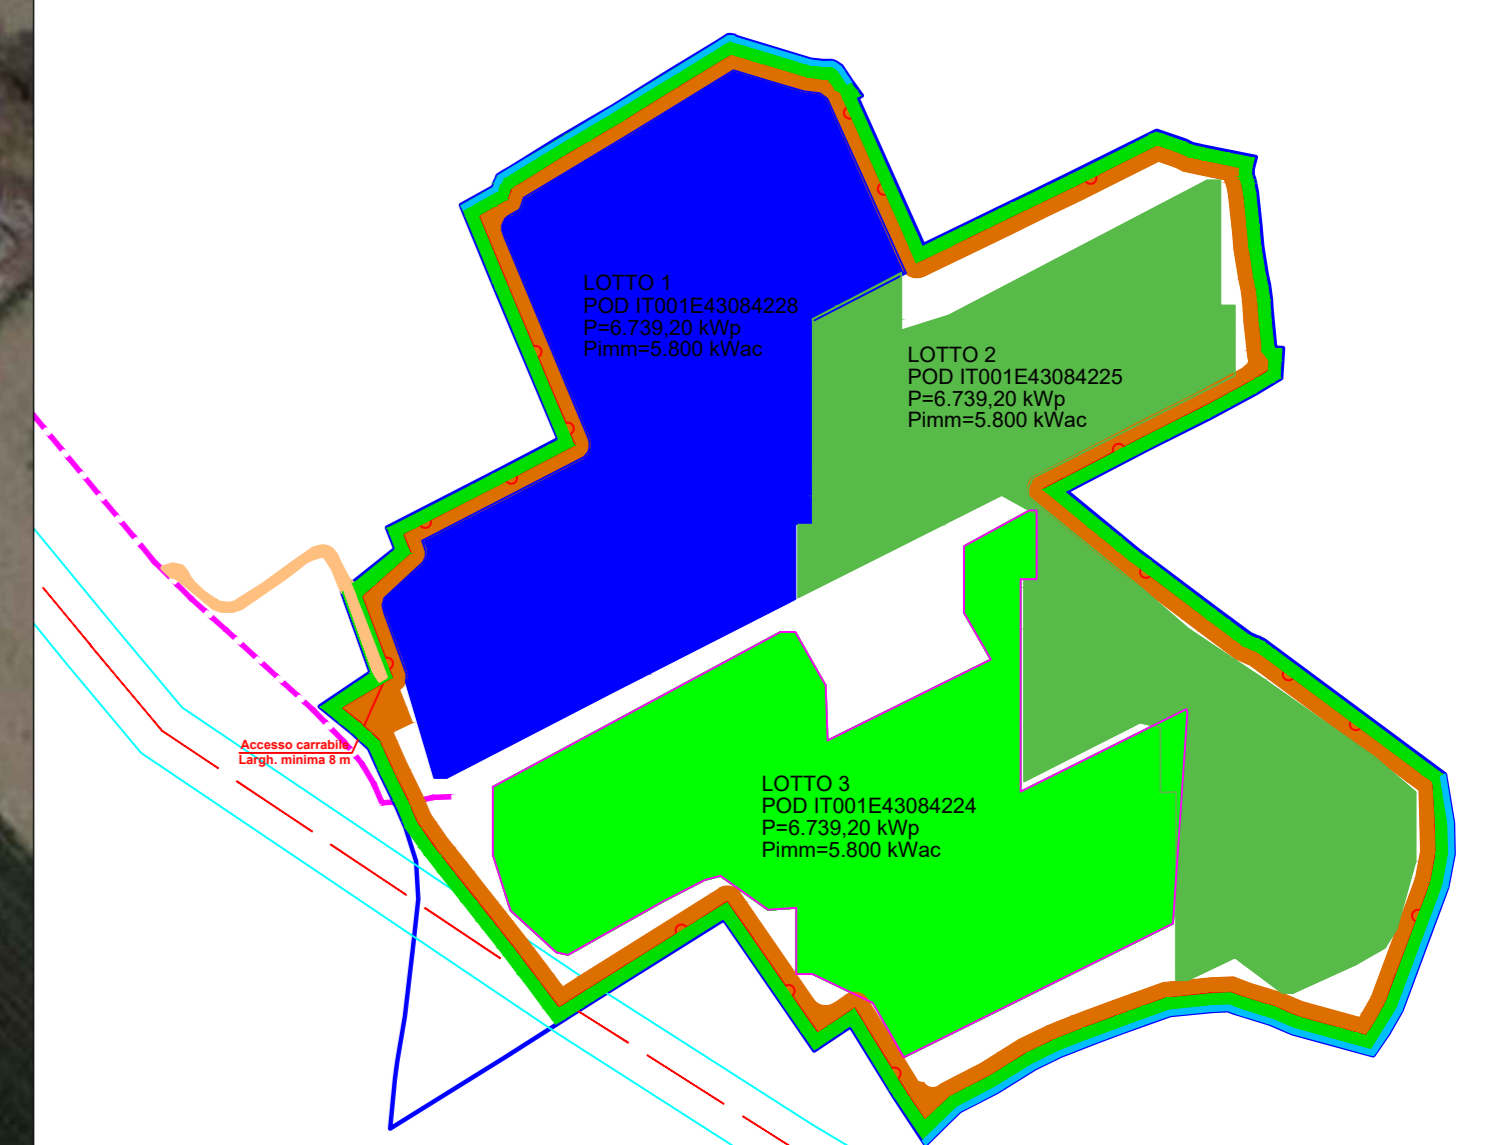 LOTTO 1
POD IT001E43084228
P=6.739,20 kWp
Pimm=5.800 kWac
LOTTO 2
POD IT001E43084225
P=6.739,20 kWp
Pimm=5.800 kWac
Accesso carrabile
Largh. minima 8 m
LOTTO 3
POD IT001E43084224
P=6.739,20 kWp
Pimm=5.800 kWac